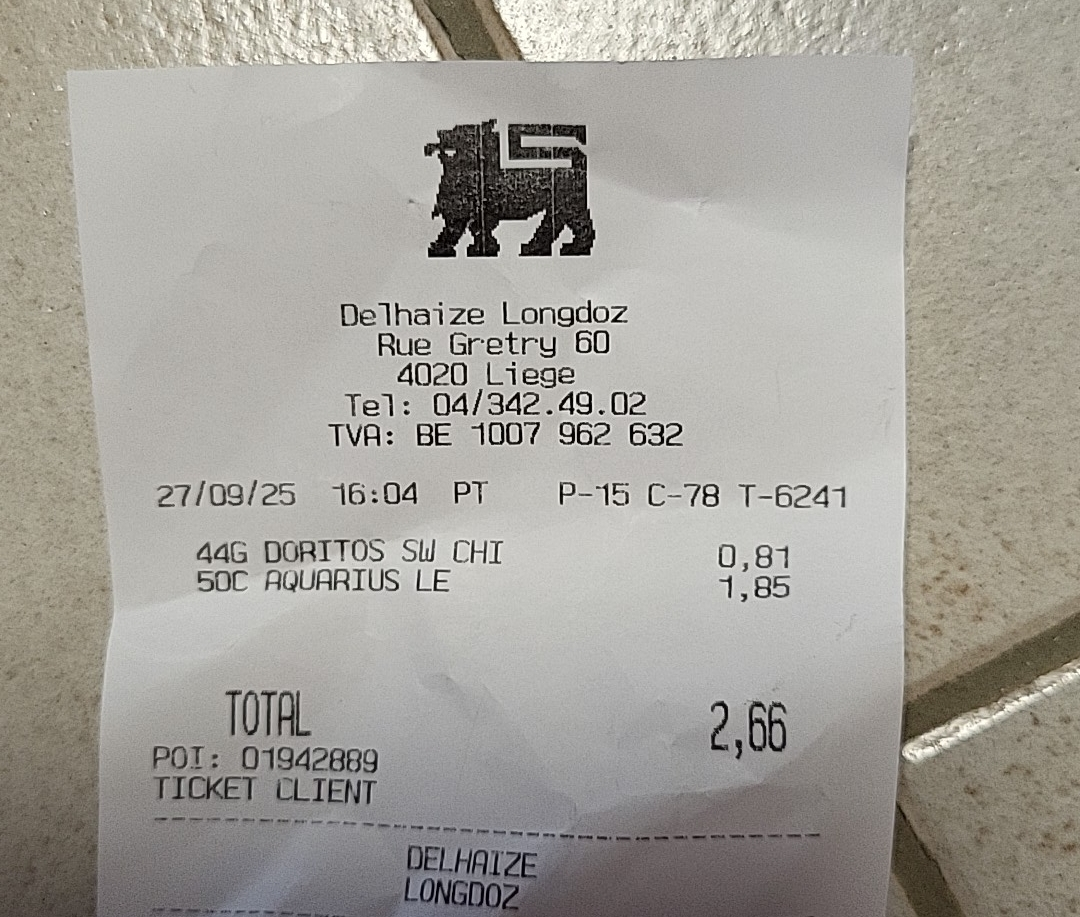 Delhaize Longdoz
Rue Gretry 60
4020 Liege
Tel: 04/342.49.02
TVA: BE 1007 962 632
27/09/25 16:04 PT P-15 C-78 T-6241
44G DORITOS SW CHI 0,81
50C AQUARIUS LE 1,85
TOTAL 2,66
POI: 01942889
TICKET CLIENT
DELHAIZE
LONGDOZ